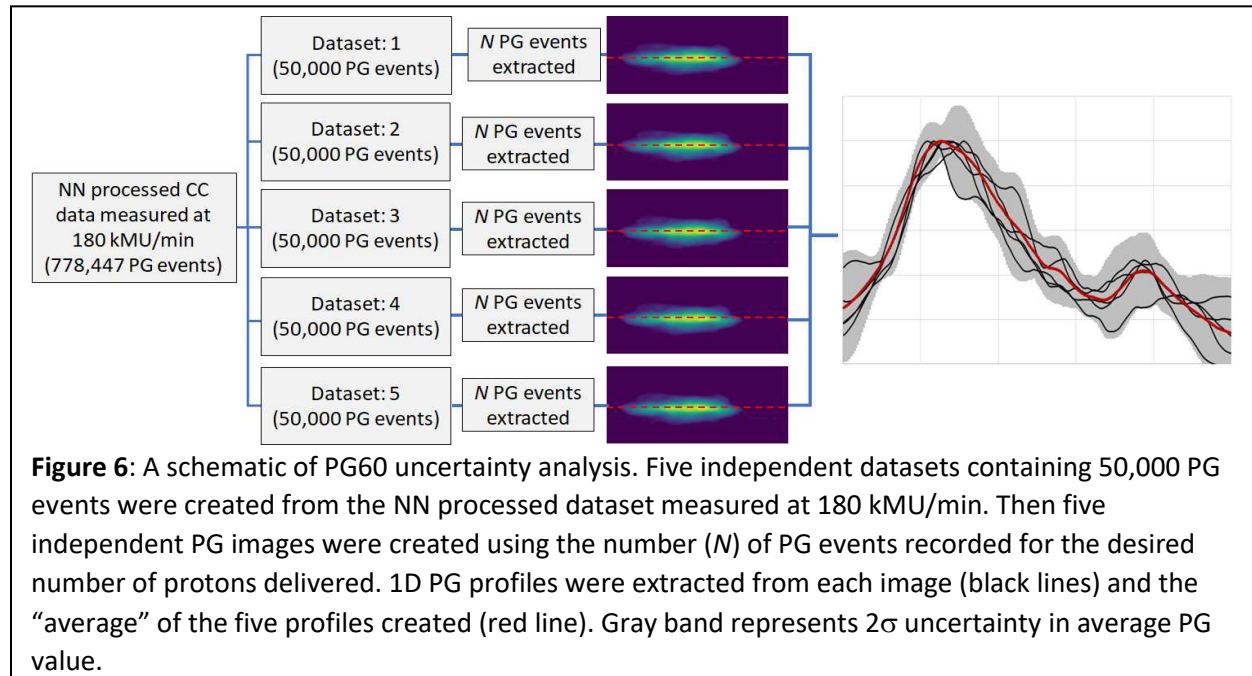 Dataset: 1
(50,000 PG events)
N PG events
extracted
Dataset: 2
(50,000 PG events)
N PG events
extracted
NN processed CC
data measured at
180 kMU/min
(778,447 PG events)
Dataset: 3
(50,000 PG events)
N PG events
extracted
Dataset: 4
(50,000 PG events)
N PG events
extracted
Dataset: 5
(50,000 PG events)
N PG events
extracted
Figure 6: A schematic of PG60 uncertainty analysis. Five independent datasets containing 50,000 PG
events were created from the NN processed dataset measured at 180 kMU/min. Then five
independent PG images were created using the number (N) of PG events recorded for the desired
number of protons delivered. 1D PG profiles were extracted from each image (black lines) and the
“average” of the five profiles created (red line). Gray band represents 2σ uncertainty in average PG
value.